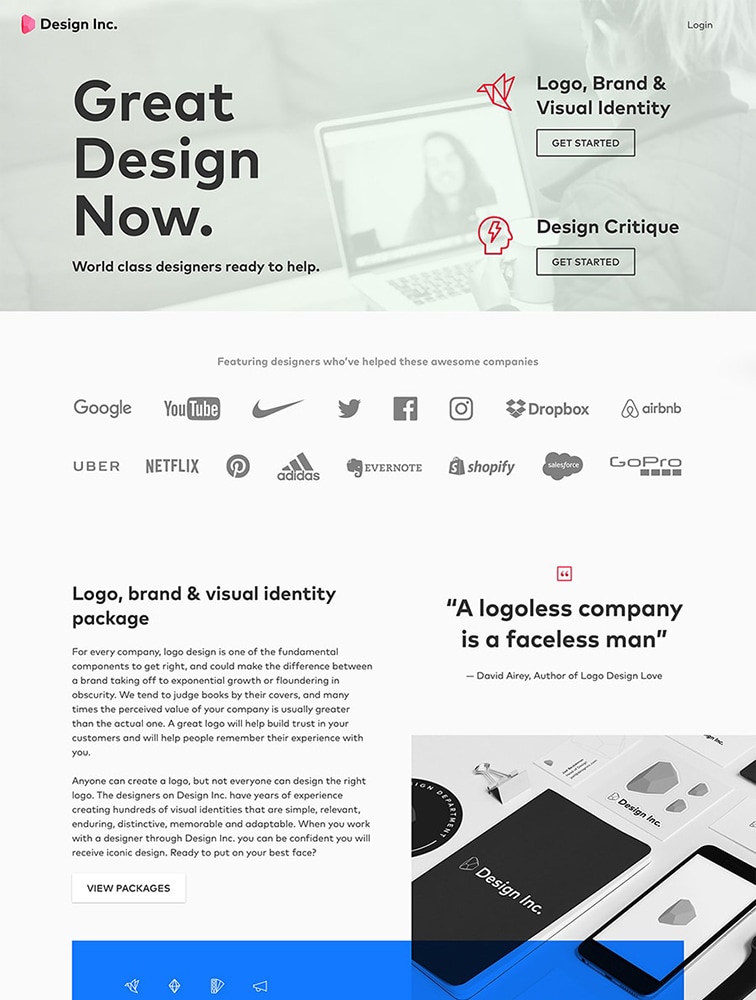 Design Inc.
Login
Great
Design
Now.
World class designers ready to help.
Logo, Brand &
Visual Identity
GET STARTED
Design Critique
GET STARTED
Featuring designers who've helped these awesome companies
Google
YouTube
Dropbox
airbnb
UBER
NETFLIX
adidas
EVERNOTE
shopify
salesforce
GoPro
Logo, brand & visual identity
package
For every company, logo design is one of the fundamental
components to get right, and could make the difference between
a brand taking off to exponential growth or floundering in
obscurity. We tend to judge books by their covers, and many
times the perceived value of your company is usually greater
than the actual one. A great logo will help build trust in your
customers and will help people remember their experience with
you.
Anyone can create a logo, but not everyone can design the right
logo. The designers on Design Inc. have years of experience
creating hundreds of visual identities that are simple, relevant,
enduring, distinctive, memorable and adaptable. When you work
with a designer through Design Inc. you can be confident you will
receive iconic design. Ready to put on your best face?
VIEW PACKAGES
“A logoless company
is a faceless man”
— David Airey, Author of Logo Design Love
DESIGN DEPARTMENT
Design Inc.
Design Inc.